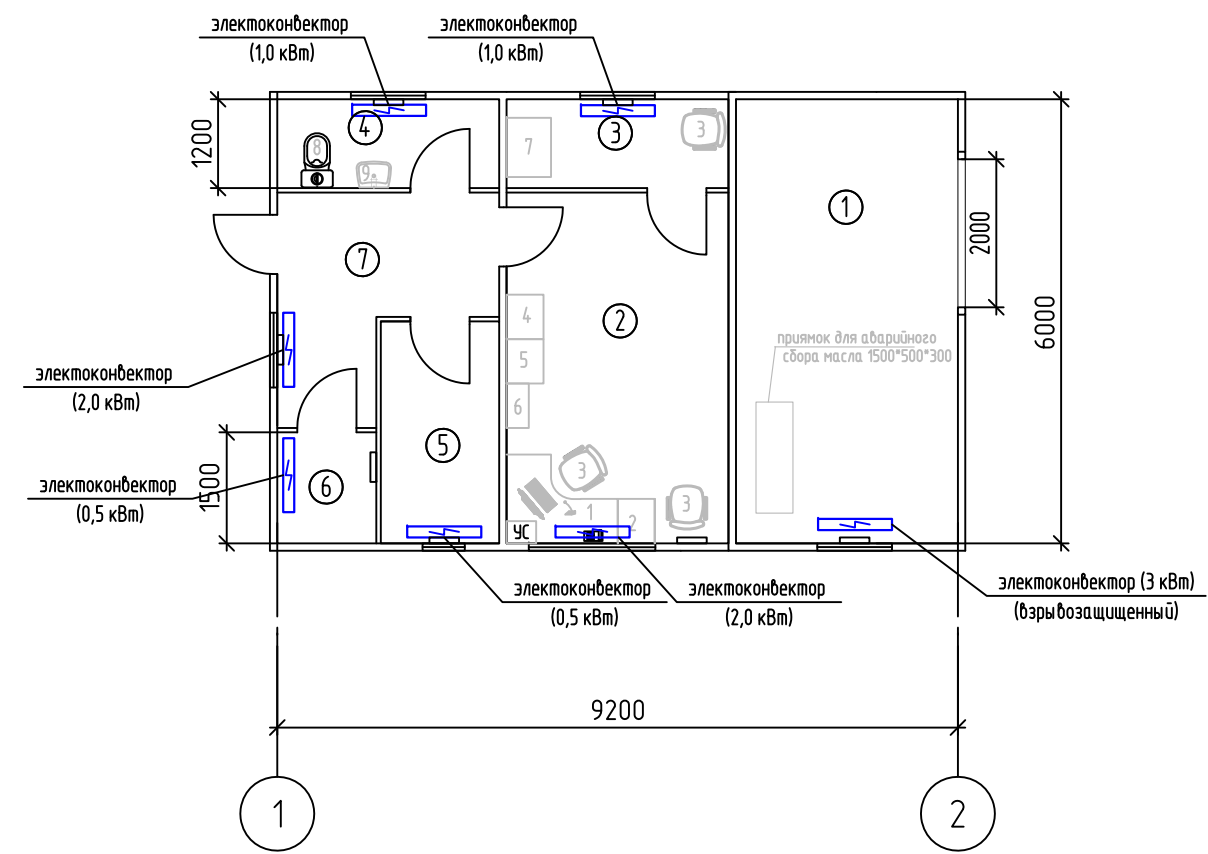 электоконвектор
(1,0 кВт)
электоконвектор
(1,0 кВт)
4
3
1200
8
9
7
3
1
2000
7
2
6000
4
5
6
приямок для аварийного
сбора масла 1500*500*300
электоконвектор
(2,0 кВт)
5
6
1500
3
3
1
2
УС
электоконвектор
(0,5 кВт)
электоконвектор
(0,5 кВт)
электоконвектор
(2,0 кВт)
электоконвектор (3 кВт)
(взрывозащищенный)
9200
1
2